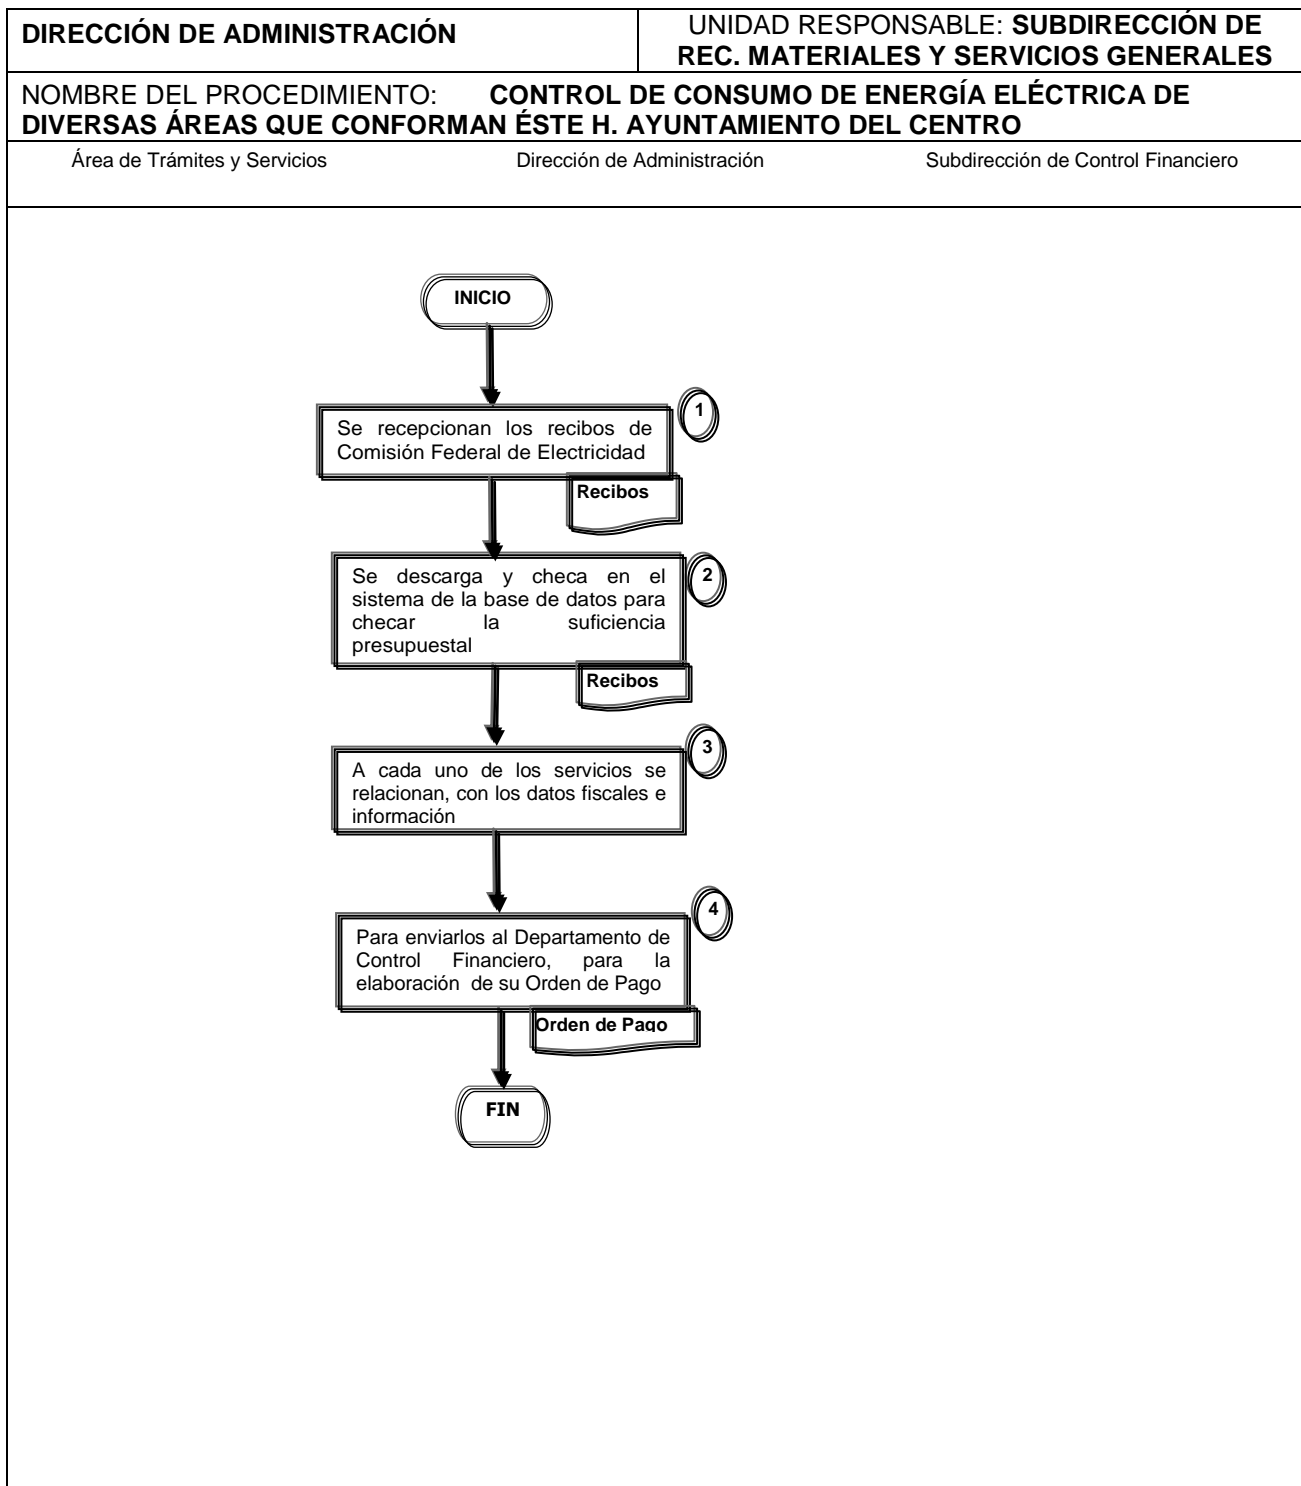 DIRECCIÓN DE ADMINISTRACIÓN
UNIDAD RESPONSABLE: SUBDIRECCIÓN DE
REC. MATERIALES Y SERVICIOS GENERALES
NOMBRE DEL PROCEDIMIENTO: CONTROL DE CONSUMO DE ENERGÍA ELÉCTRICA DE
DIVERSAS ÁREAS QUE CONFORMAN ÉSTE H. AYUNTAMIENTO DEL CENTRO
Área de Trámites y Servicios
Dirección de Administración
Subdirección de Control Financiero
INICIO
1
Se recepcionan los recibos de
Comisión Federal de Electricidad
Recibos
2
Se descarga y checa en el
sistema de la base de datos para
checar la suficiencia
presupuestal
Recibos
3
A cada uno de los servicios se
relacionan, con los datos fiscales e
información
4
Para enviarlos al Departamento de
Control Financiero, para la
elaboración de su Orden de Pago
Orden de Pago
FIN